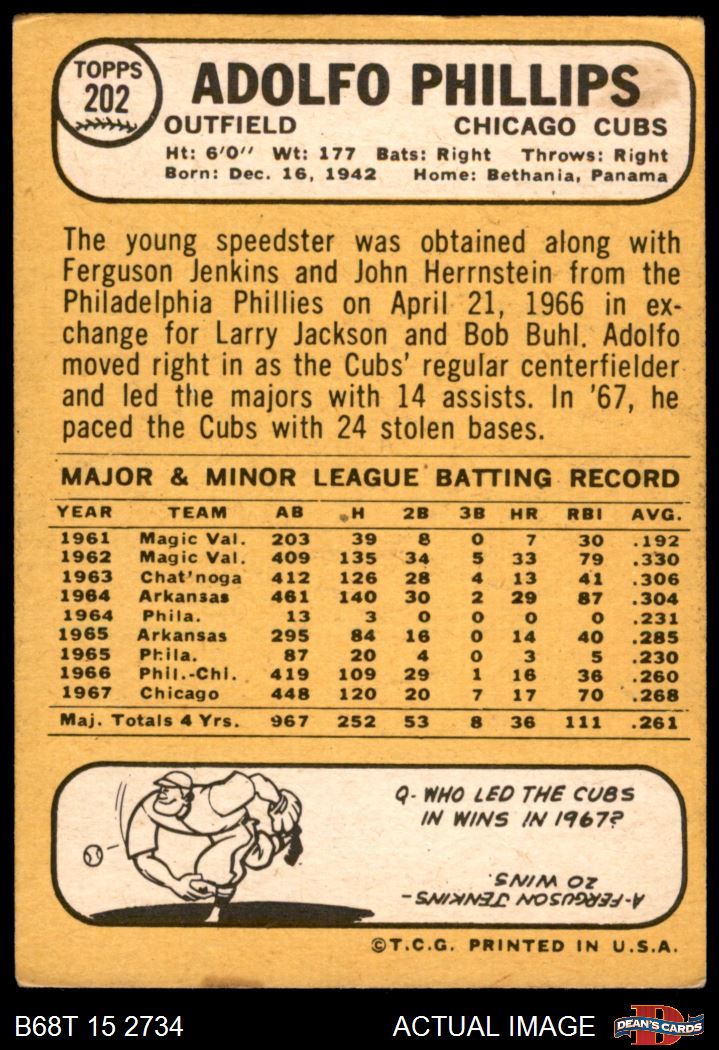 TOPPS
202
ADOLFO PHILLIPS
OUTFIELD CHICAGO CUBS
Ht: 6'0" Wt: 177 Bats: Right Throws: Right
Born: Dec. 16, 1942 Home: Bethania, Panama
The young speedster was obtained along with
Ferguson Jenkins and John Herrnstein from the
Philadelphia Phillies on April 21, 1966 in ex-
change for Larry Jackson and Bob Buhl. Adolfo
moved right in as the Cubs' regular centerfielder
and led the majors with 14 assists. In '67, he
paced the Cubs with 24 stolen bases.
MAJOR & MINOR LEAGUE BATTING RECORD
YEAR TEAM AB H 2B 3B HR RBI AVG.
1961 Magic Val. 203 39 8 0 7 30 .192
1962 Magic Val. 409 135 34 5 33 79 .330
1963 Chat'noga 412 126 28 4 13 41 .306
1964 Arkansas 461 140 30 2 29 87 .304
1964 Phila. 13 3 0 0 0 0 .231
1965 Arkansas 295 84 16 0 14 40 .285
1965 Phila. 87 20 4 0 3 5 .230
1966 Phil.-Chi. 419 109 29 1 16 36 .260
1967 Chicago 448 120 20 7 17 70 .268
Maj. Totals 4 Yrs. 967 252 53 8 36 111 .261
Q- WHO LED THE CUBS
IN WINS IN 1967?
A-FERGUSON JENKINS-
20 WINS.
©T.C.G. PRINTED IN U.S.A.
B68T 15 2734 ACTUAL IMAGE
D
DEAN'S CARDS